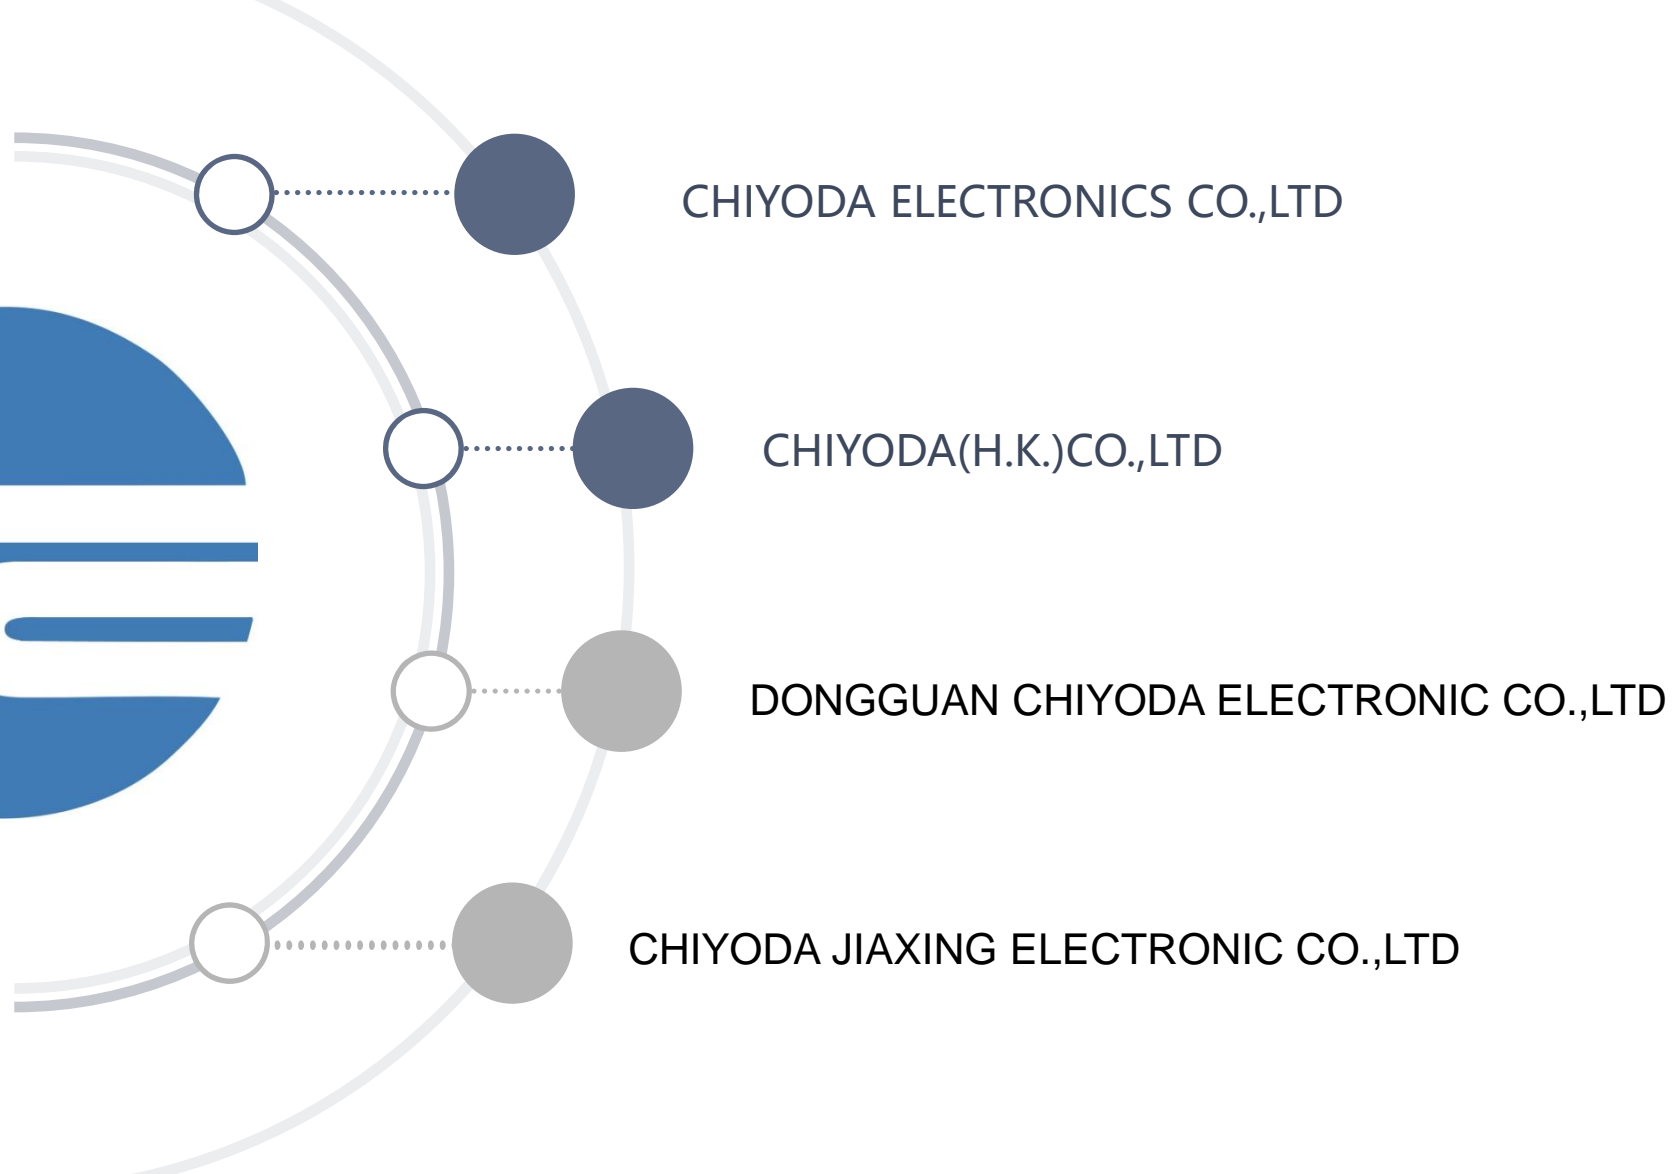 CHIYODA ELECTRONICS CO.,LTD
CHIYODA(H.K.)CO.,LTD
DONGGUAN CHIYODA ELECTRONIC CO.,LTD
CHIYODA JIAXING ELECTRONIC CO.,LTD